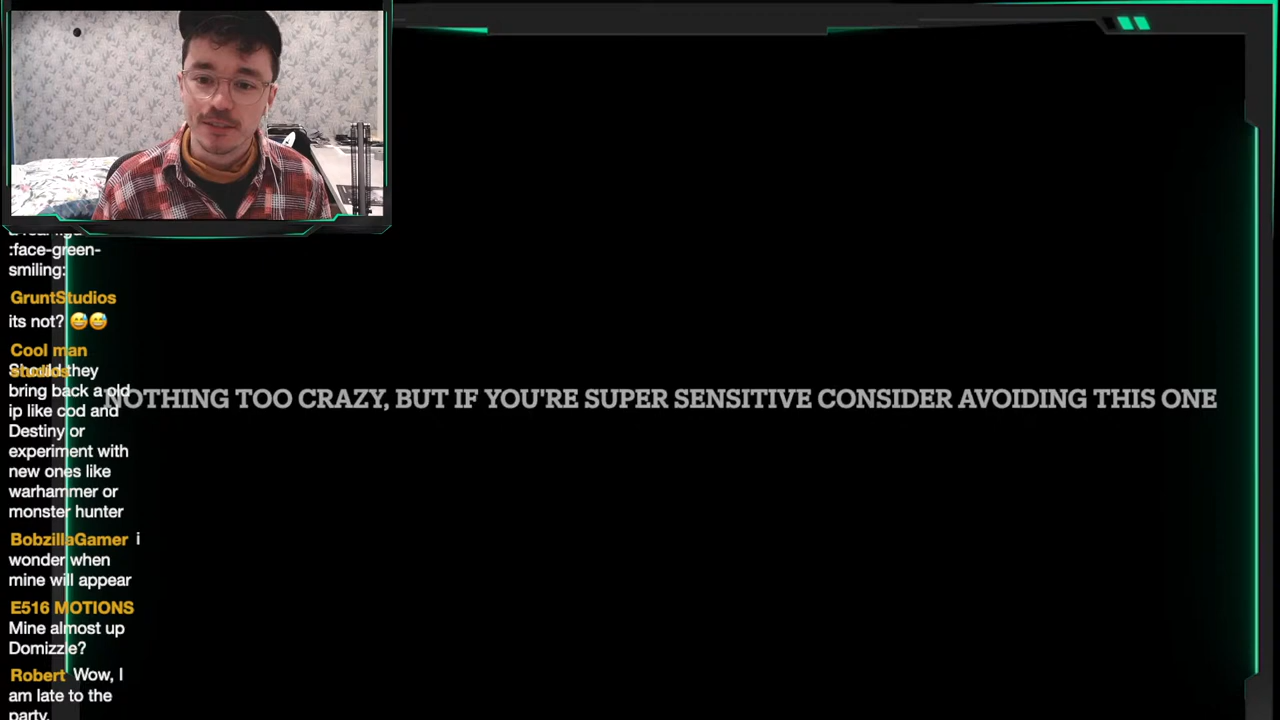 :face-green-
smiling:
GruntStudios
its not? 😅😅
Cool man
studios
Should they
bring back a old
ip like cod and
Destiny or
experiment with
new ones like
warhammer or
monster hunter
NOTHING TOO CRAZY, BUT IF YOU'RE SUPER SENSITIVE CONSIDER AVOIDING THIS ONE
BobzillaGamer i
wonder when
mine will appear
E516 MOTIONS
Mine almost up
Domizzle?
Robert Wow, I
am late to the
party.